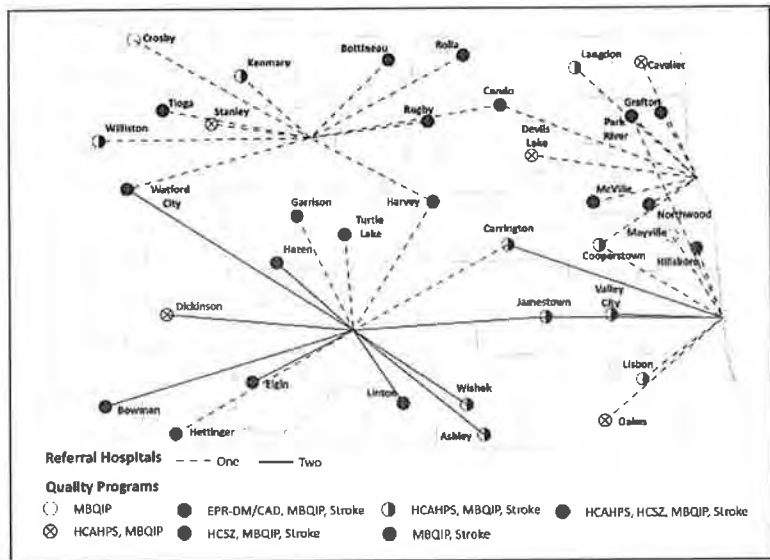 Crosby
Kenmare
Bottineau
Rolla
Langdon
Cavalier
Tioga
Stanley
Rugby
Cando
Grafton
Park
River
Williston
Devils
Lake
Watford
City
Garrison
Turtle
Lake
Harvey
McVille
Northwood
Carrington
Mayville
Cooperstown
Hillsboro
Hazen
Dickinson
Jamestown
Valley
City
Elgin
Linton
Wishek
Lisbon
Bowman
Hettinger
Ashley
Oakes
Referral Hospitals One Two
Quality Programs
MBQIP EPR-DM/CAD, MBQIP, Stroke HCAHPS, MBQIP, Stroke HCAHPS, HCSZ, MBQIP, Stroke
HCAHPS, MBQIP HCSZ, MBQIP, Stroke MBQIP, Stroke